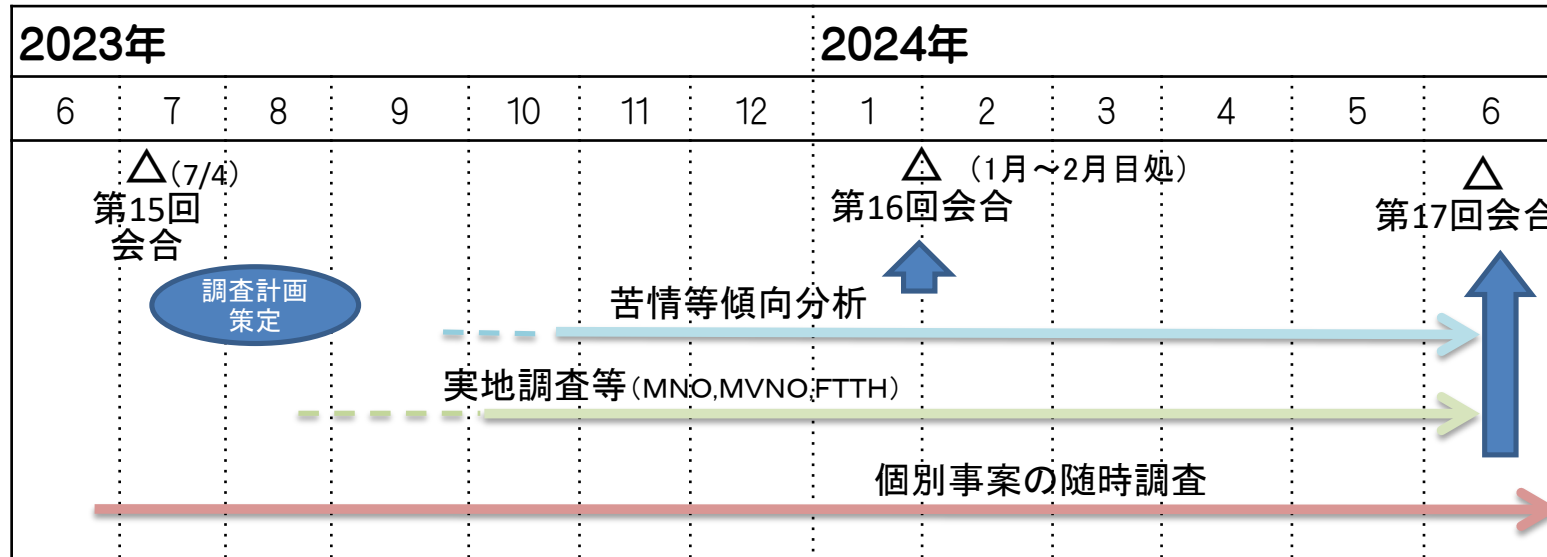 2023年
2024年
6 7 8 9 10 11 12 1 2 3 4 5 6
△(7/4)
第15回
会合
△ (1月~2月目処)
第16回会合
△
第17回会合
調査計画
策定
苦情等傾向分析
実地調査等(MNO,MVNO,FTTH)
個別事案の随時調査